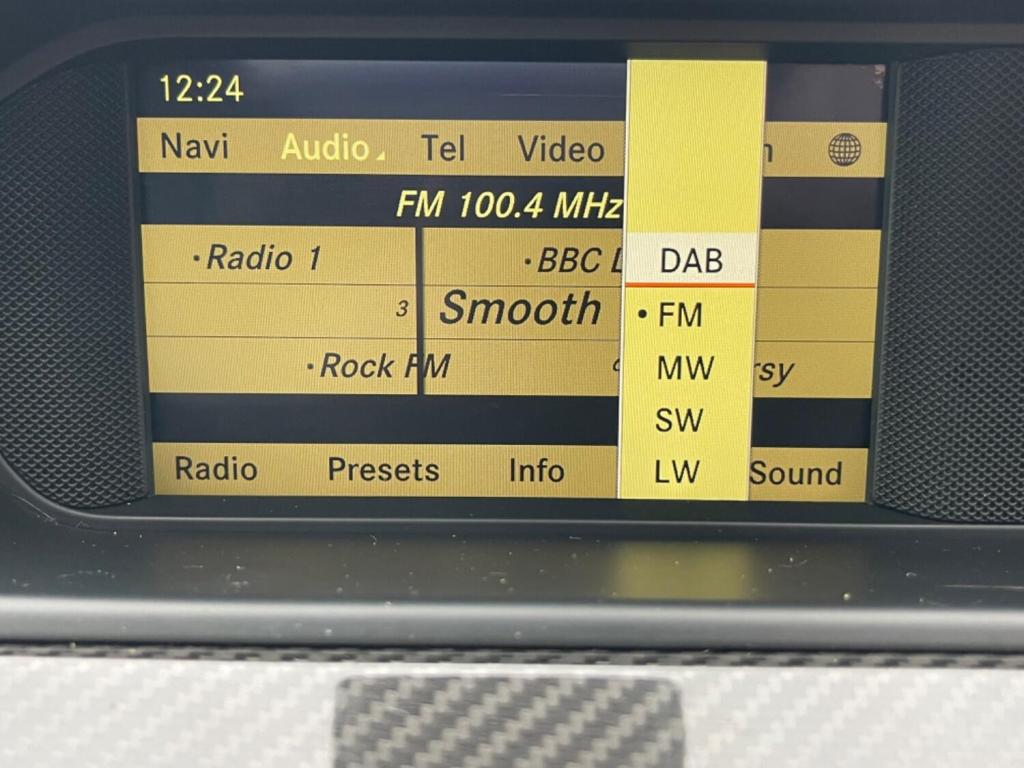 12:24
Navi Audio Tel Video
FM 100.4 MHz
Radio 1 BBC
DAB
3 Smooth
• FM
Rock FM
MW
SW
Radio Presets Info LW Sound